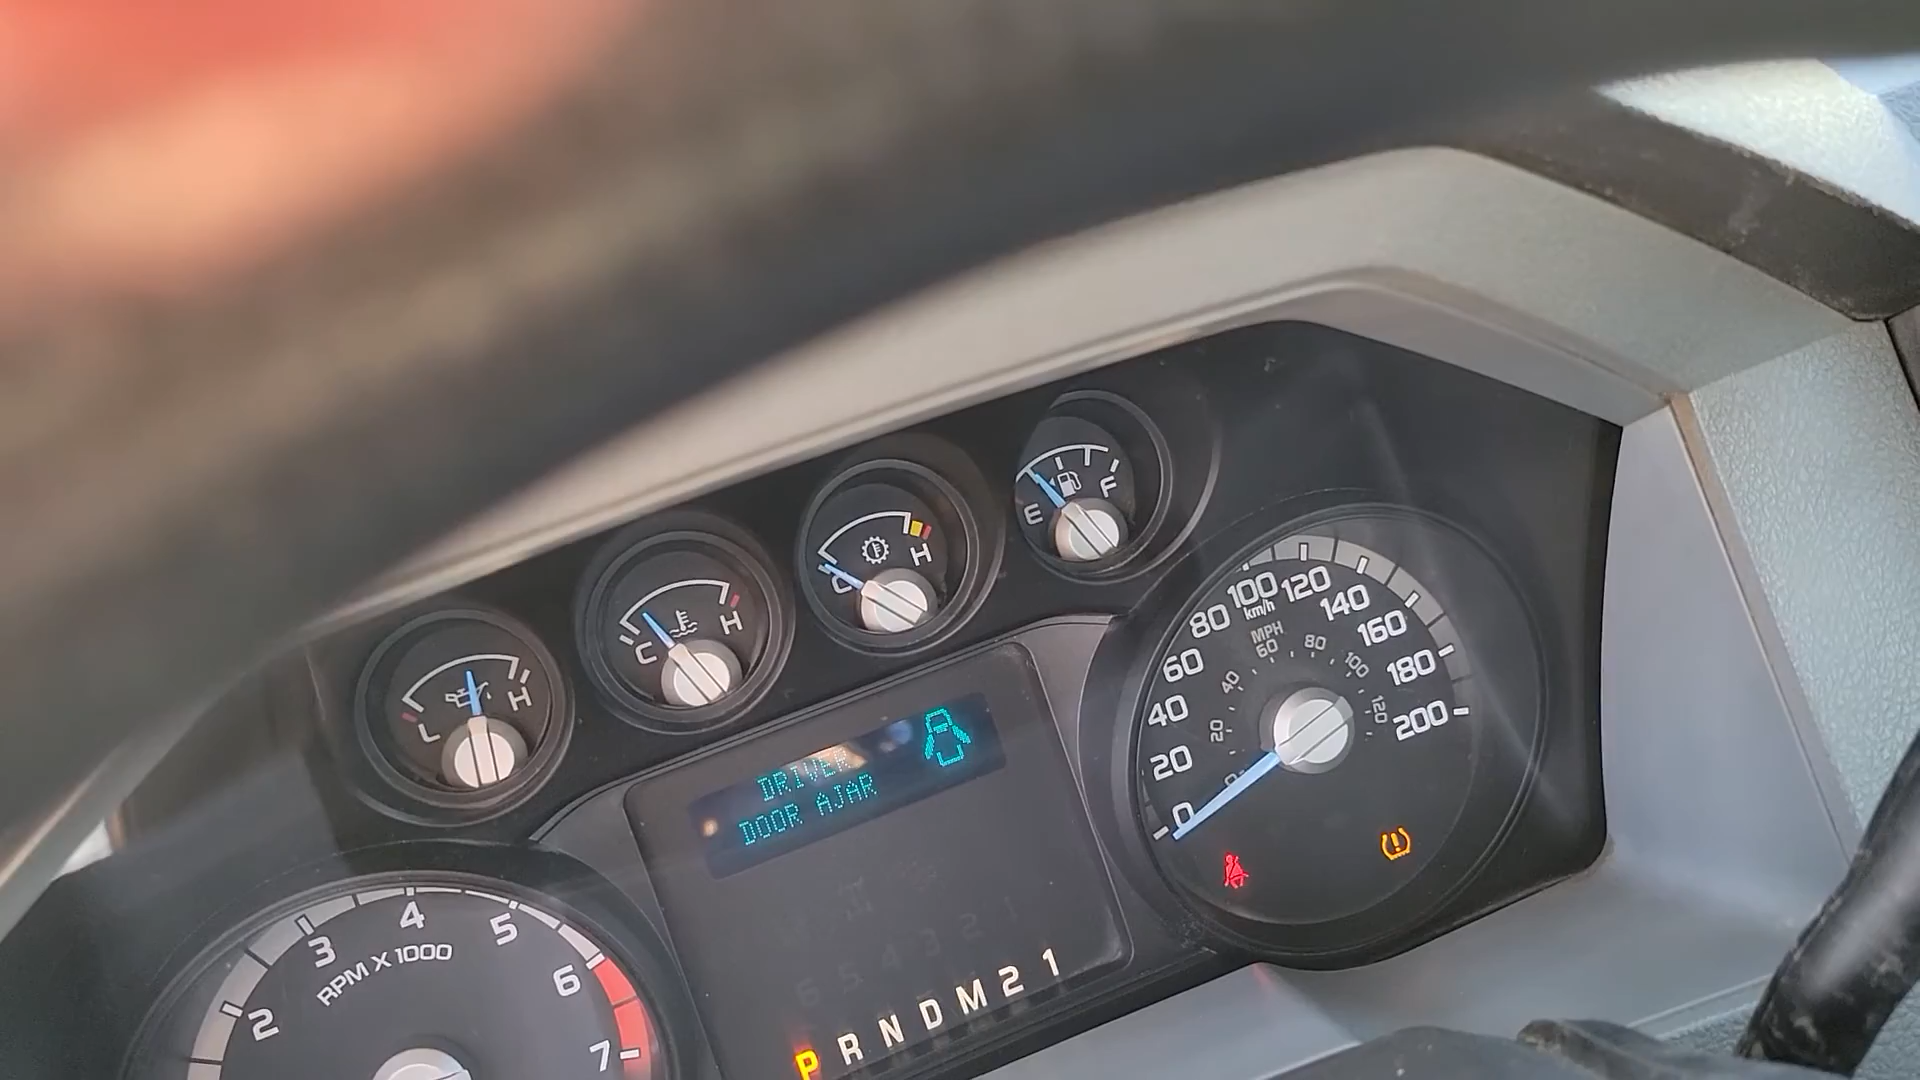 E F
C H
C H
L H
DRIVER
DOOR AJAR
0 20 40 60 80 100 120 140 160 180 200
km/h
MPH
0 20 40 60 80 100 120
2 3 4 5 6 7
RPM X 1000
P R N D M 2 1